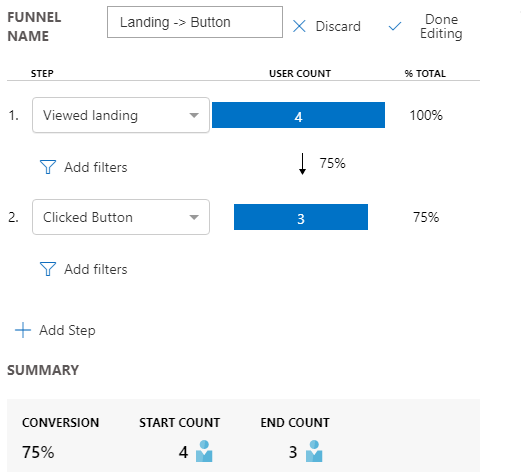 FUNNEL NAME
Landing -> Button
Discard
Done Editing
STEP USER COUNT % TOTAL
1. Viewed landing 4 100%
Add filters 75%
2. Clicked Button 3 75%
Add filters
Add Step
SUMMARY
CONVERSION START COUNT END COUNT
75% 4 3